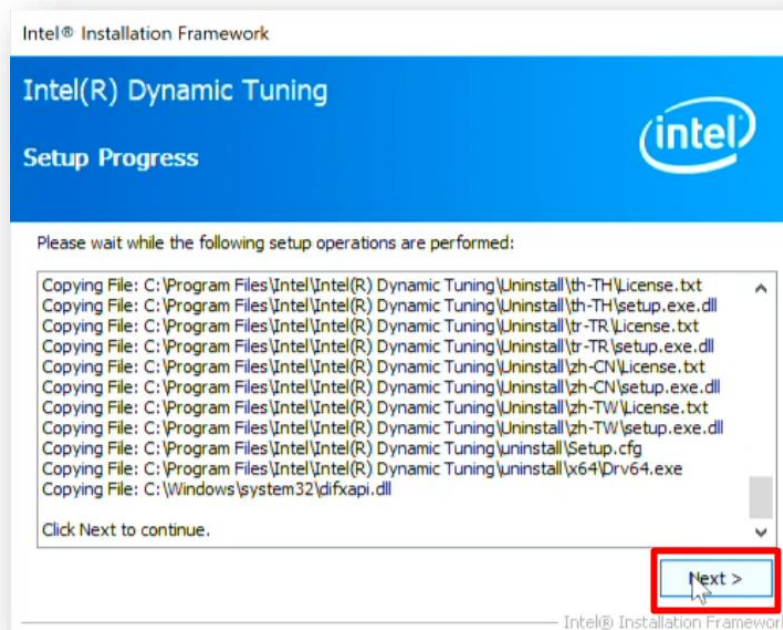 Intel® Installation Framework
Intel(R) Dynamic Tuning
intel
Setup Progress
Please wait while the following setup operations are performed:
Copying File: C:\Program Files\Intel\Intel(R) Dynamic Tuning\Uninstall\th-TH\License.txt
Copying File: C:\Program Files\Intel\Intel(R) Dynamic Tuning\Uninstall\th-TH\setup.exe.dll
Copying File: C:\Program Files\Intel\Intel(R) Dynamic Tuning\Uninstall\tr-TR\License.txt
Copying File: C:\Program Files\Intel\Intel(R) Dynamic Tuning\Uninstall\tr-TR\setup.exe.dll
Copying File: C:\Program Files\Intel\Intel(R) Dynamic Tuning\Uninstall\zh-CN\License.txt
Copying File: C:\Program Files\Intel\Intel(R) Dynamic Tuning\Uninstall\zh-CN\setup.exe.dll
Copying File: C:\Program Files\Intel\Intel(R) Dynamic Tuning\Uninstall\zh-TW\License.txt
Copying File: C:\Program Files\Intel\Intel(R) Dynamic Tuning\Uninstall\zh-TW\setup.exe.dll
Copying File: C:\Program Files\Intel\Intel(R) Dynamic Tuning\uninstall\Setup.cfg
Copying File: C:\Program Files\Intel\Intel(R) Dynamic Tuning\uninstall\x64\Drv64.exe
Copying File: C:\Windows\system32\difxapi.dll
Click Next to continue.
Next >
Intel® Installation Framework